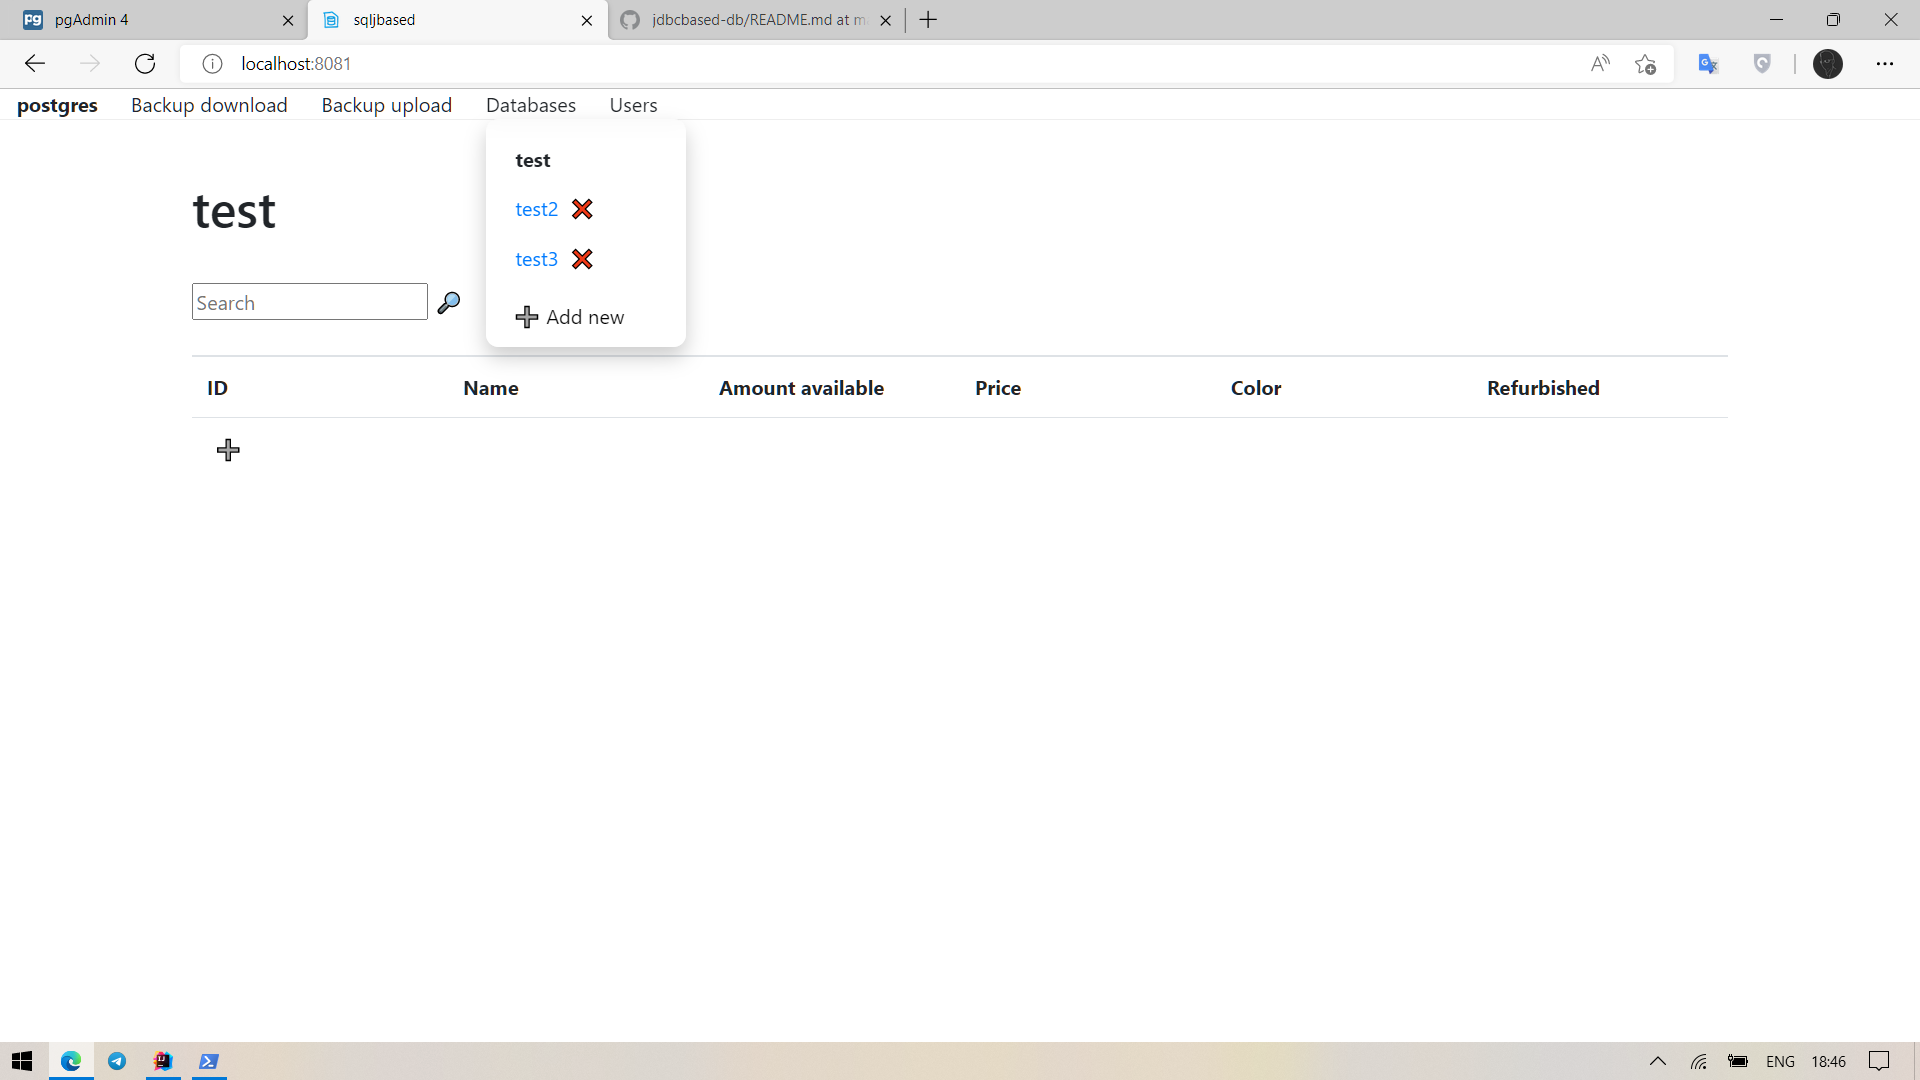 pgAdmin 4
sqljbased
jdbcbased-db/README.md at m
localhost:8081
postgres Backup download Backup upload Databases Users
test
test2
test3
Add new
test
Search
ID Name Amount available Price Color Refurbished
ENG 18:46